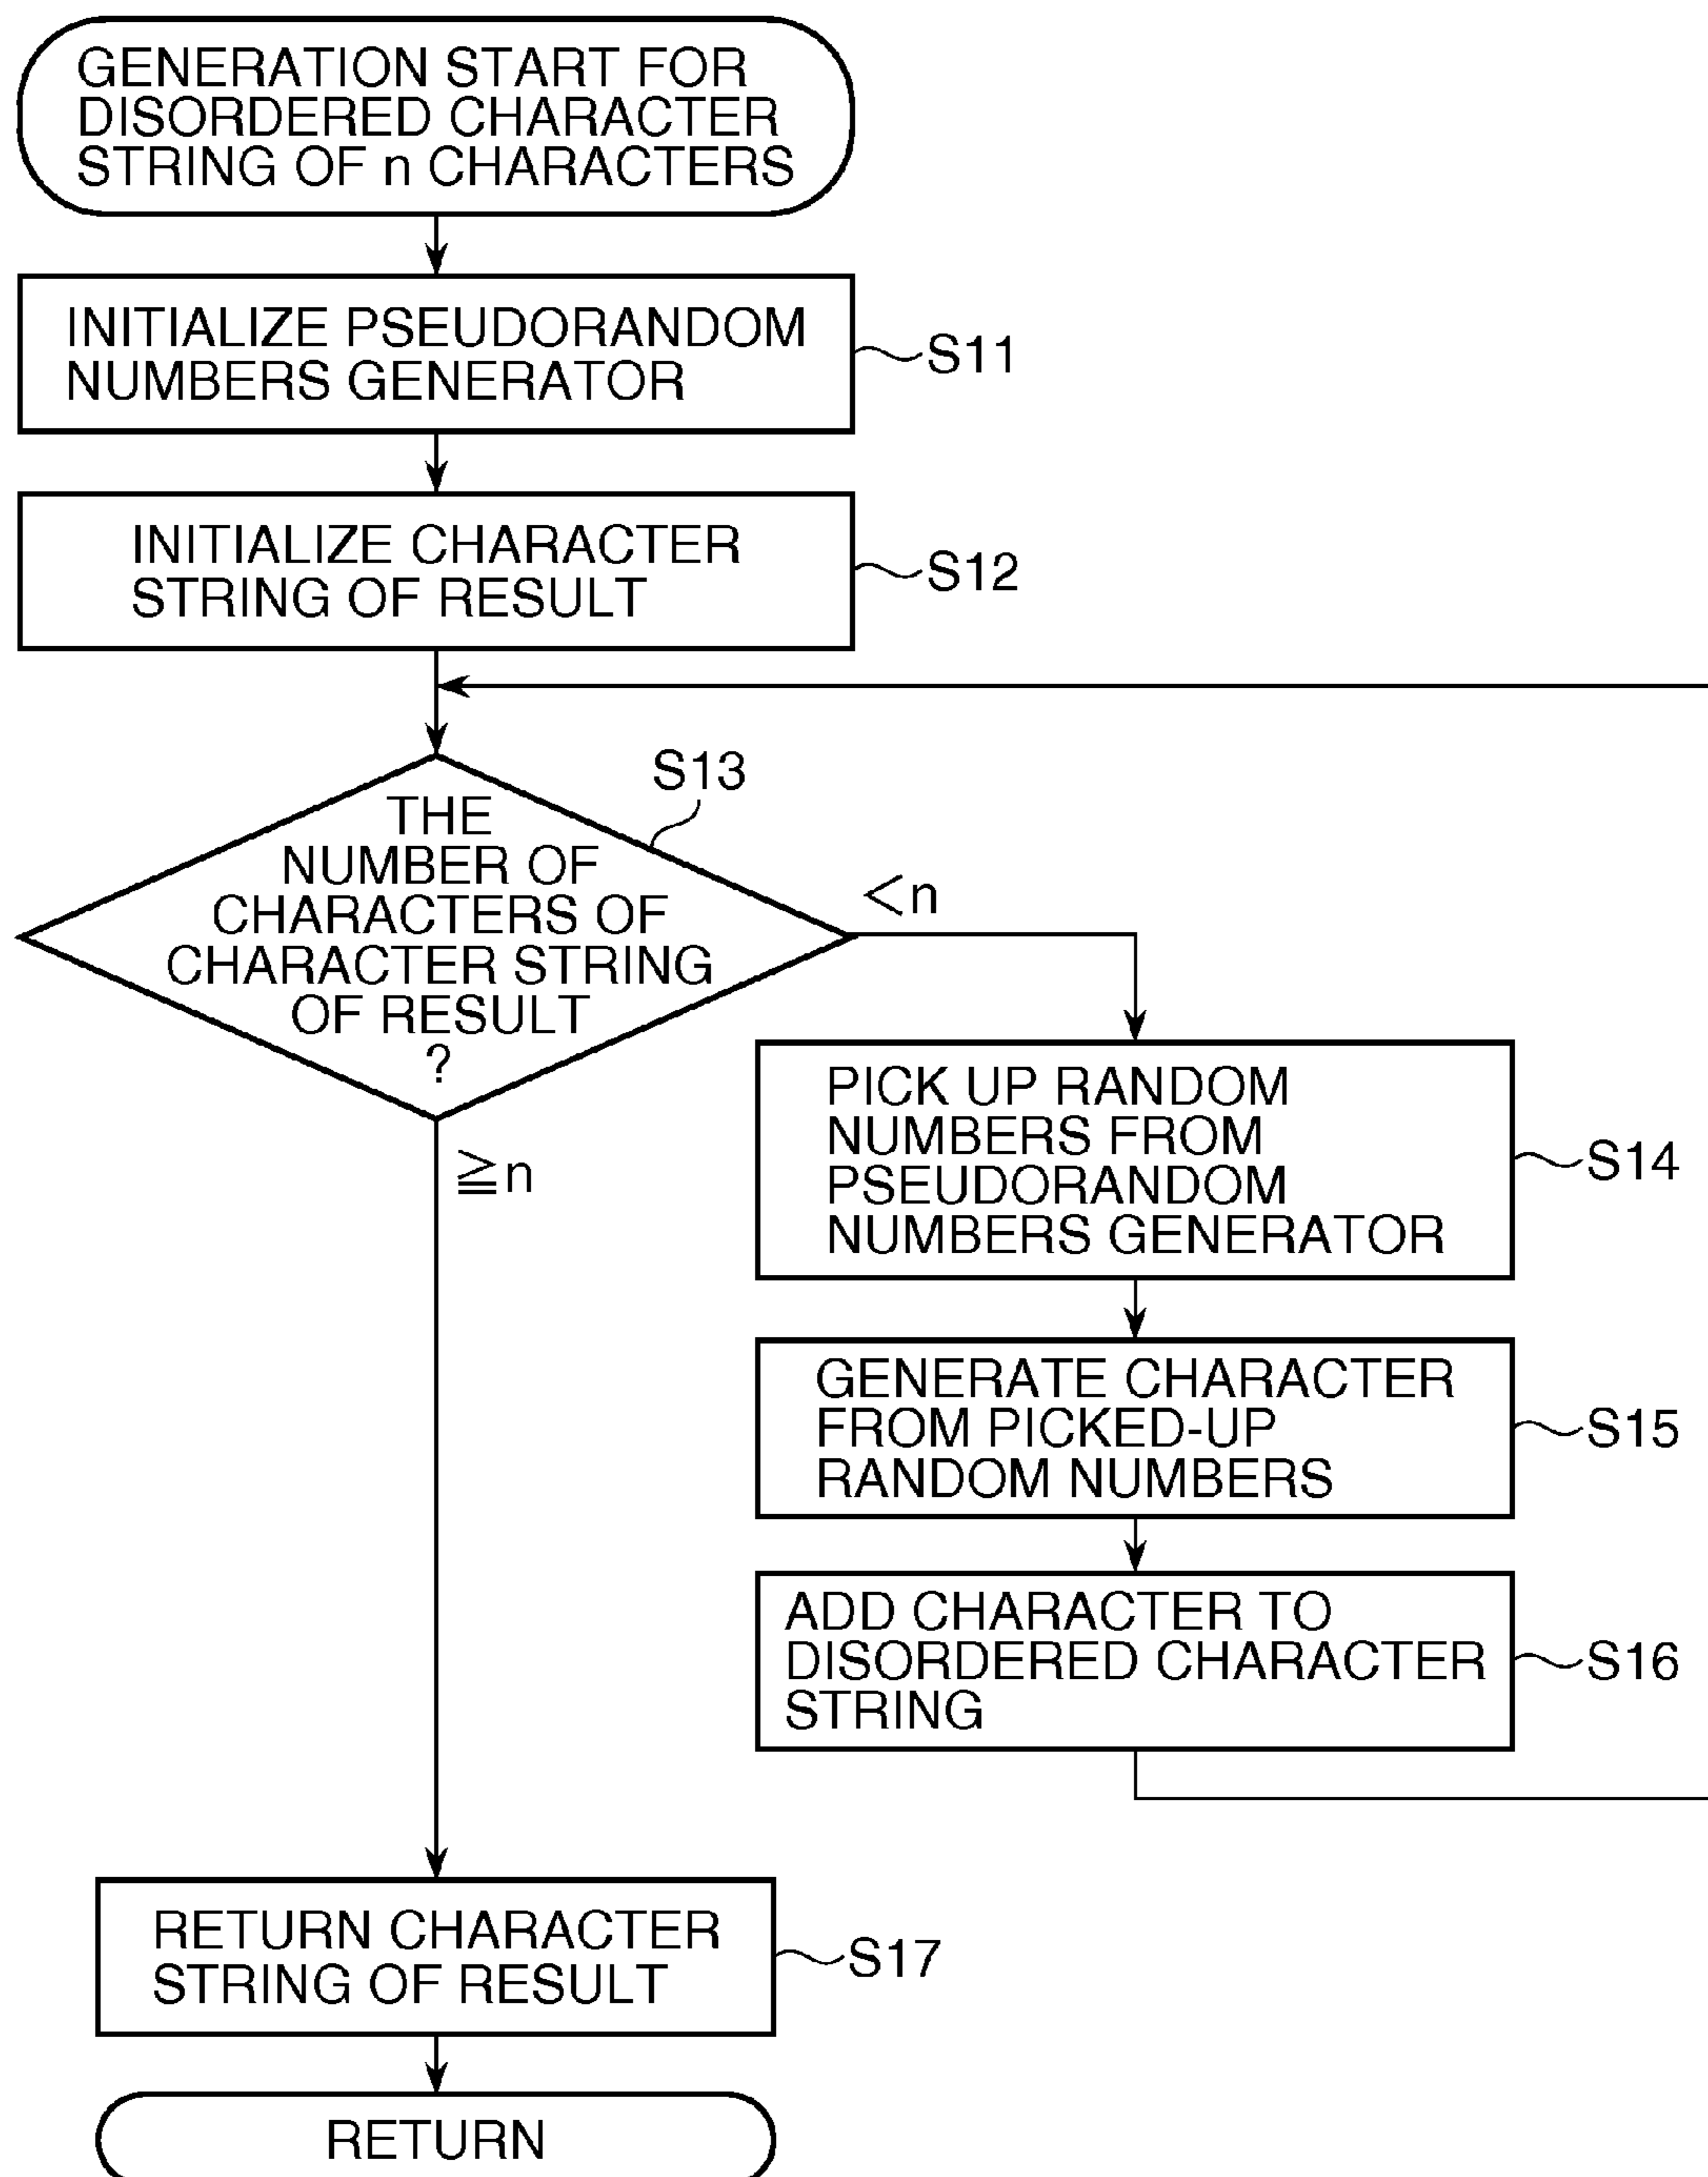 GENERATION START FOR
DISORDERED CHARACTER
STRING OF n CHARACTERS
INITIALIZE PSEUDORANDOM
NUMBERS GENERATOR
S11
INITIALIZE CHARACTER
STRING OF RESULT
S12
S13
THE
NUMBER OF
CHARACTERS OF
CHARACTER STRING
OF RESULT
?
<n
≧n
PICK UP RANDOM
NUMBERS FROM
PSEUDORANDOM
NUMBERS GENERATOR
S14
GENERATE CHARACTER
FROM PICKED-UP
RANDOM NUMBERS
S15
ADD CHARACTER TO
DISORDERED CHARACTER
STRING
S16
RETURN CHARACTER
STRING OF RESULT
S17
RETURN